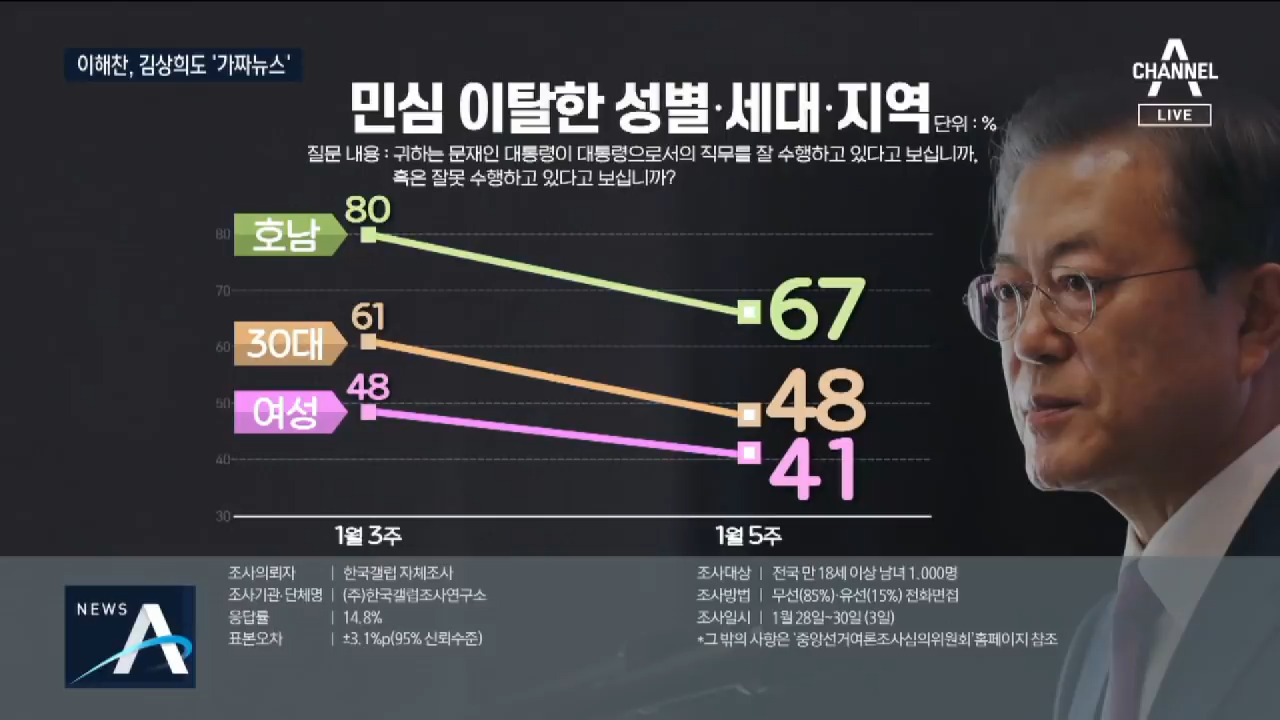 이해찬, 김상희도 '가짜뉴스'
CHANNEL A
LIVE
민심 이탈한 성별·세대·지역 단위 : %
질문 내용 : 귀하는 문재인 대통령이 대통령으로서의 직무를 잘 수행하고 있다고 보십니까,
혹은 잘못 수행하고 있다고 보십니까?
80
80
호남
70
67
61
60
30대
48
50
48
여성
40
41
30
1월 3주 1월 5주
조사의뢰자 | 한국갤럽 자체조사
조사기관·단체명 | (주)한국갤럽조사연구소
응답률 | 14.8%
표본오차 | ±3.1%p(95% 신뢰수준)
조사대상 | 전국 만 18세 이상 남녀 1.000명
조사방법 | 무선(85%)·유선(15%) 전화면접
조사일시 | 1월 28일~30일 (3일)
*그 밖의 사항은 '중앙선거여론조사심의위원회' 홈페이지 참조
NEWS A